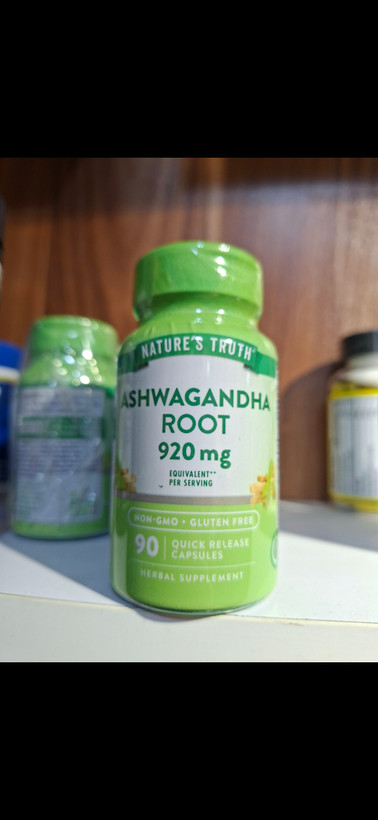 NATURE'S TRUTH®
ASHWAGANDHA
ROOT
920 mg
EQUIVALENT**
PER SERVING
NON-GMO • GLUTEN FREE
90 QUICK RELEASE
CAPSULES
HERBAL SUPPLEMENT